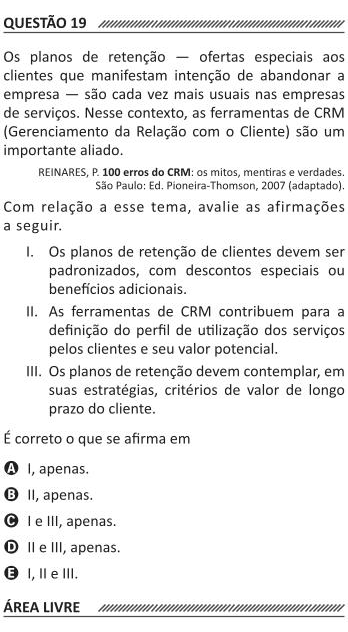 QUESTÃO 19
Os planos de retenção — ofertas especiais aos
clientes que manifestam intenção de abandonar a
empresa — são cada vez mais usuais nas empresas
de serviços. Nesse contexto, as ferramentas de CRM
(Gerenciamento da Relação com o Cliente) são um
importante aliado.
REINARES, P. 100 erros do CRM: os mitos, mentiras e verdades.
São Paulo: Ed. Pioneira-Thomson, 2007 (adaptado).
Com relação a esse tema, avalie as afirmações
a seguir.
I. Os planos de retenção de clientes devem ser
padronizados, com descontos especiais ou
benefícios adicionais.
II. As ferramentas de CRM contribuem para a
definição do perfil de utilização dos serviços
pelos clientes e seu valor potencial.
III. Os planos de retenção devem contemplar, em
suas estratégias, critérios de valor de longo
prazo do cliente.
É correto o que se afirma em
A I, apenas.
B II, apenas.
C I e III, apenas.
D II e III, apenas.
E I, II e III.
ÁREA LIVRE